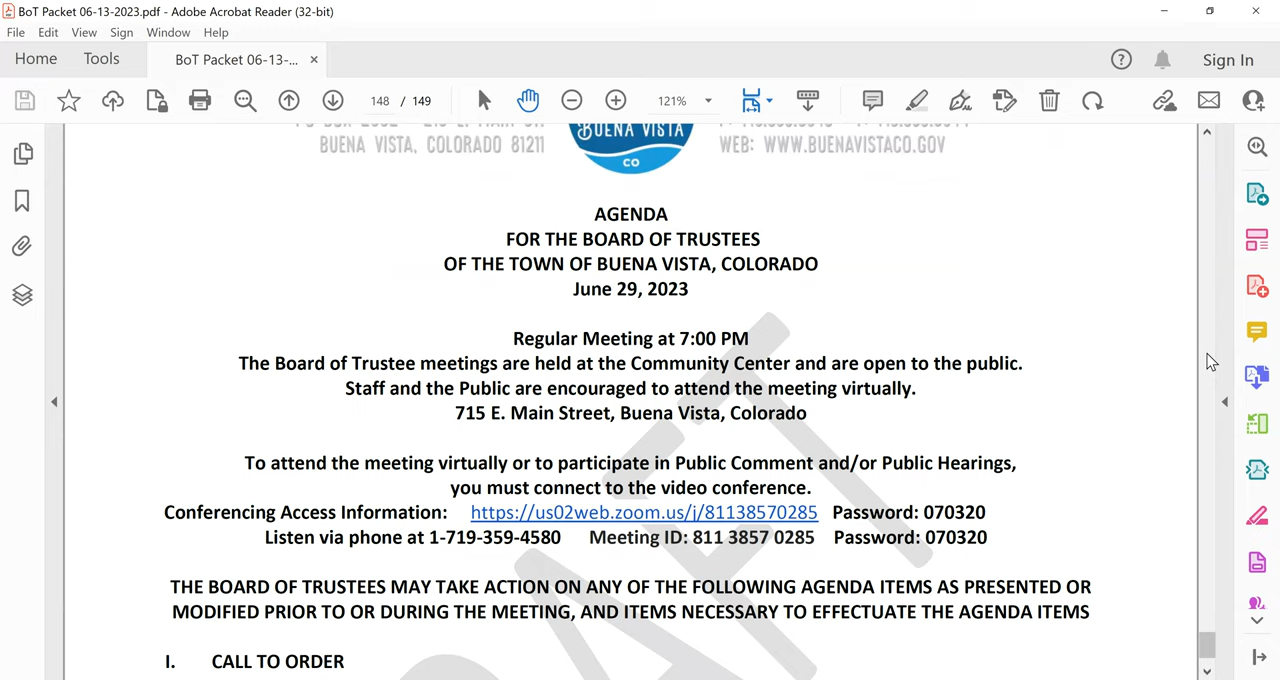 BoT Packet 06-13-2023.pdf - Adobe Acrobat Reader (32-bit)
File Edit View Sign Window Help
Home Tools BoT Packet 06-13-... × Sign In
148 / 149 121%
BUENA VISTA, COLORADO 81211 BUENA VISTA CO WEB: WWW.BUENAVISTACO.GOV
AGENDA
FOR THE BOARD OF TRUSTEES
OF THE TOWN OF BUENA VISTA, COLORADO
June 29, 2023
Regular Meeting at 7:00 PM
The Board of Trustee meetings are held at the Community Center and are open to the public.
Staff and the Public are encouraged to attend the meeting virtually.
715 E. Main Street, Buena Vista, Colorado
To attend the meeting virtually or to participate in Public Comment and/or Public Hearings,
you must connect to the video conference.
Conferencing Access Information: https://us02web.zoom.us/j/81138570285 Password: 070320
Listen via phone at 1-719-359-4580 Meeting ID: 811 3857 0285 Password: 070320
THE BOARD OF TRUSTEES MAY TAKE ACTION ON ANY OF THE FOLLOWING AGENDA ITEMS AS PRESENTED OR
MODIFIED PRIOR TO OR DURING THE MEETING, AND ITEMS NECESSARY TO EFFECTUATE THE AGENDA ITEMS
I. CALL TO ORDER